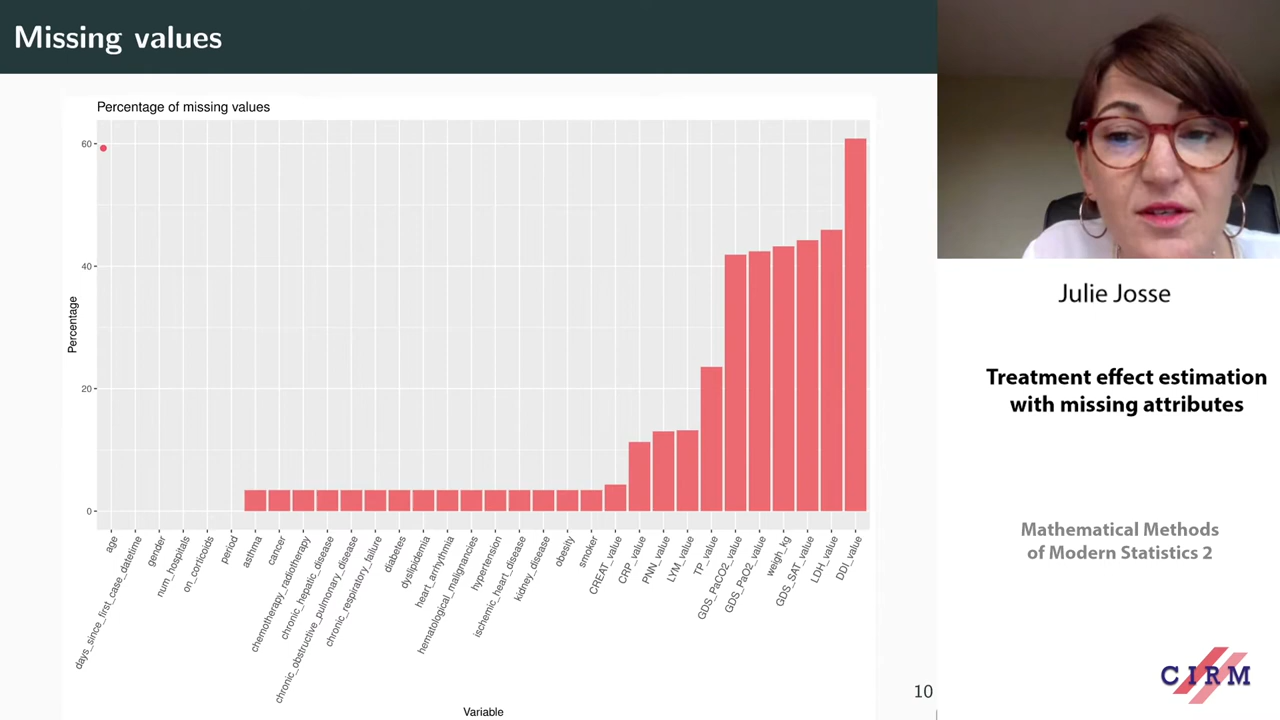 Missing values
Percentage of missing values
60
40
20
0
Percentage
age
days_since_first_case_datetime
gender
num_hospitals
on_corticoids
period
asthma
cancer
chemotherapy_radiotherapy
chronic_hepatic_disease
chronic_obstructive_pulmonary_disease
chronic_respiratory_failure
diabetes
dyslipidemia
heart_arrhythmia
hematological_malignancies
hypertension
ischemic_heart_disease
kidney_disease
obesity
smoker
CREAT_value
CRP_value
PNN_value
LYM_value
TP_value
GDS_PaCO2_value
GDS_PaO2_value
weigh_kg
GDS_SAT_value
LDH_value
DDI_value
Variable
10
Julie Josse
Treatment effect estimation
with missing attributes
Mathematical Methods
of Modern Statistics 2
CIRM